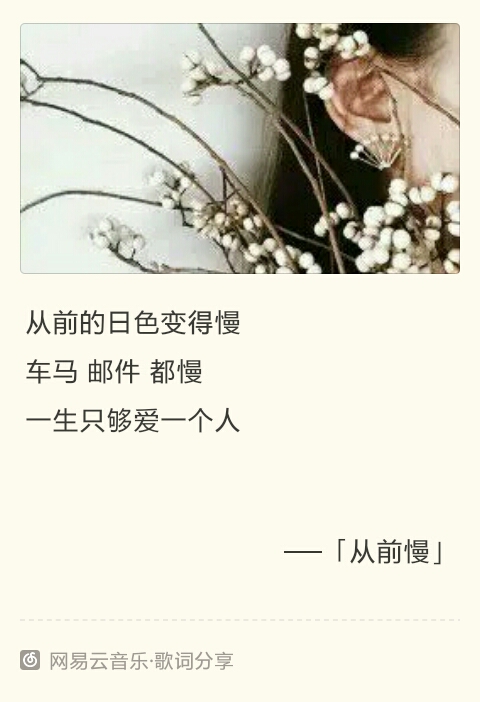 从前的日色变得慢
车马 邮件 都慢
一生只够爱一个人
——「从前慢」
网易云音乐·歌词分享